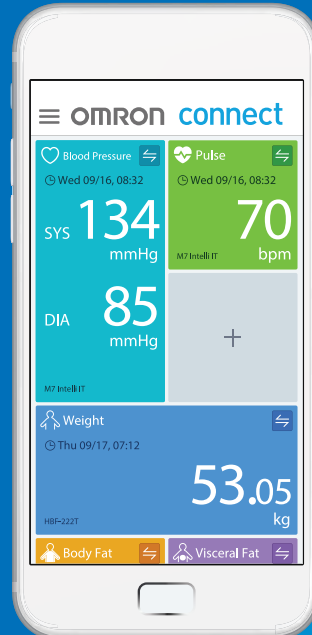 OMRON connect
Blood Pressure
Wed 09/16, 08:32
SYS 134
mmHg
DIA 85
mmHg
M7 Intelli IT
Pulse
Wed 09/16, 08:32
70
M7 Intelli IT bpm
+
Weight
Thu 09/17, 07:12
53.05
HBF-222T kg
Body Fat
Visceral Fat